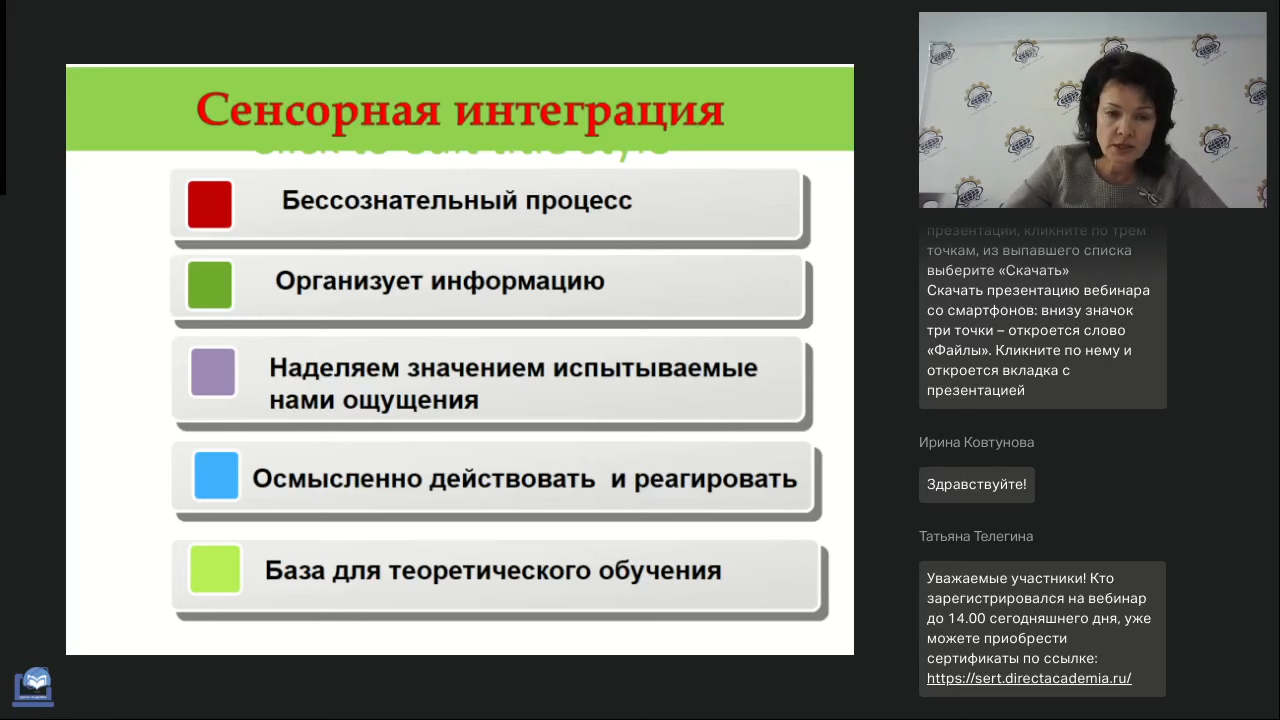 Сенсорная интеграция
Бессознательный процесс
Организует информацию
Наделяем значением испытываемые
нами ощущения
Осмысленно действовать и реагировать
База для теоретического обучения
презентации, кликните по трем
точкам, из выпавшего списка
выберите «Скачать»
Скачать презентацию вебинара
со смартфонов: внизу значок
три точки – откроется слово
«Файлы». Кликните по нему и
откроется вкладка с
презентацией
Ирина Ковтунова
Здравствуйте!
Татьяна Телегина
Уважаемые участники! Кто
зарегистрировался на вебинар
до 14.00 сегодняшнего дня, уже
можете приобрести
сертификаты по ссылке:
https://sert.directacademia.ru/